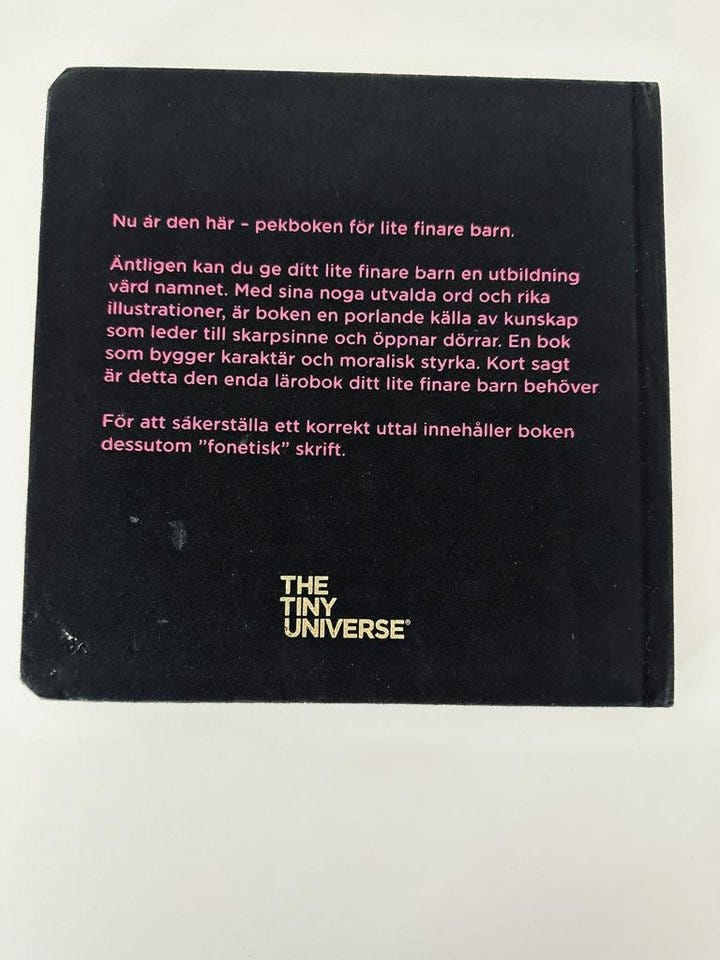 Nu är den här – pekboken för lite finare barn.
Äntligen kan du ge ditt lite finare barn en utbildning
värd namnet. Med sina noga utvalda ord och rika
illustrationer, är boken en porlande källa av kunskap
som leder till skarpsinne och öppnar dörrar. En bok
som bygger karaktär och moralisk styrka. Kort sagt
är detta den enda lärobok ditt lite finare barn behöver
För att säkerställa ett korrekt uttal innehåller boken
dessutom ”fonetisk” skrift.
THE
TINY
UNIVERSE®